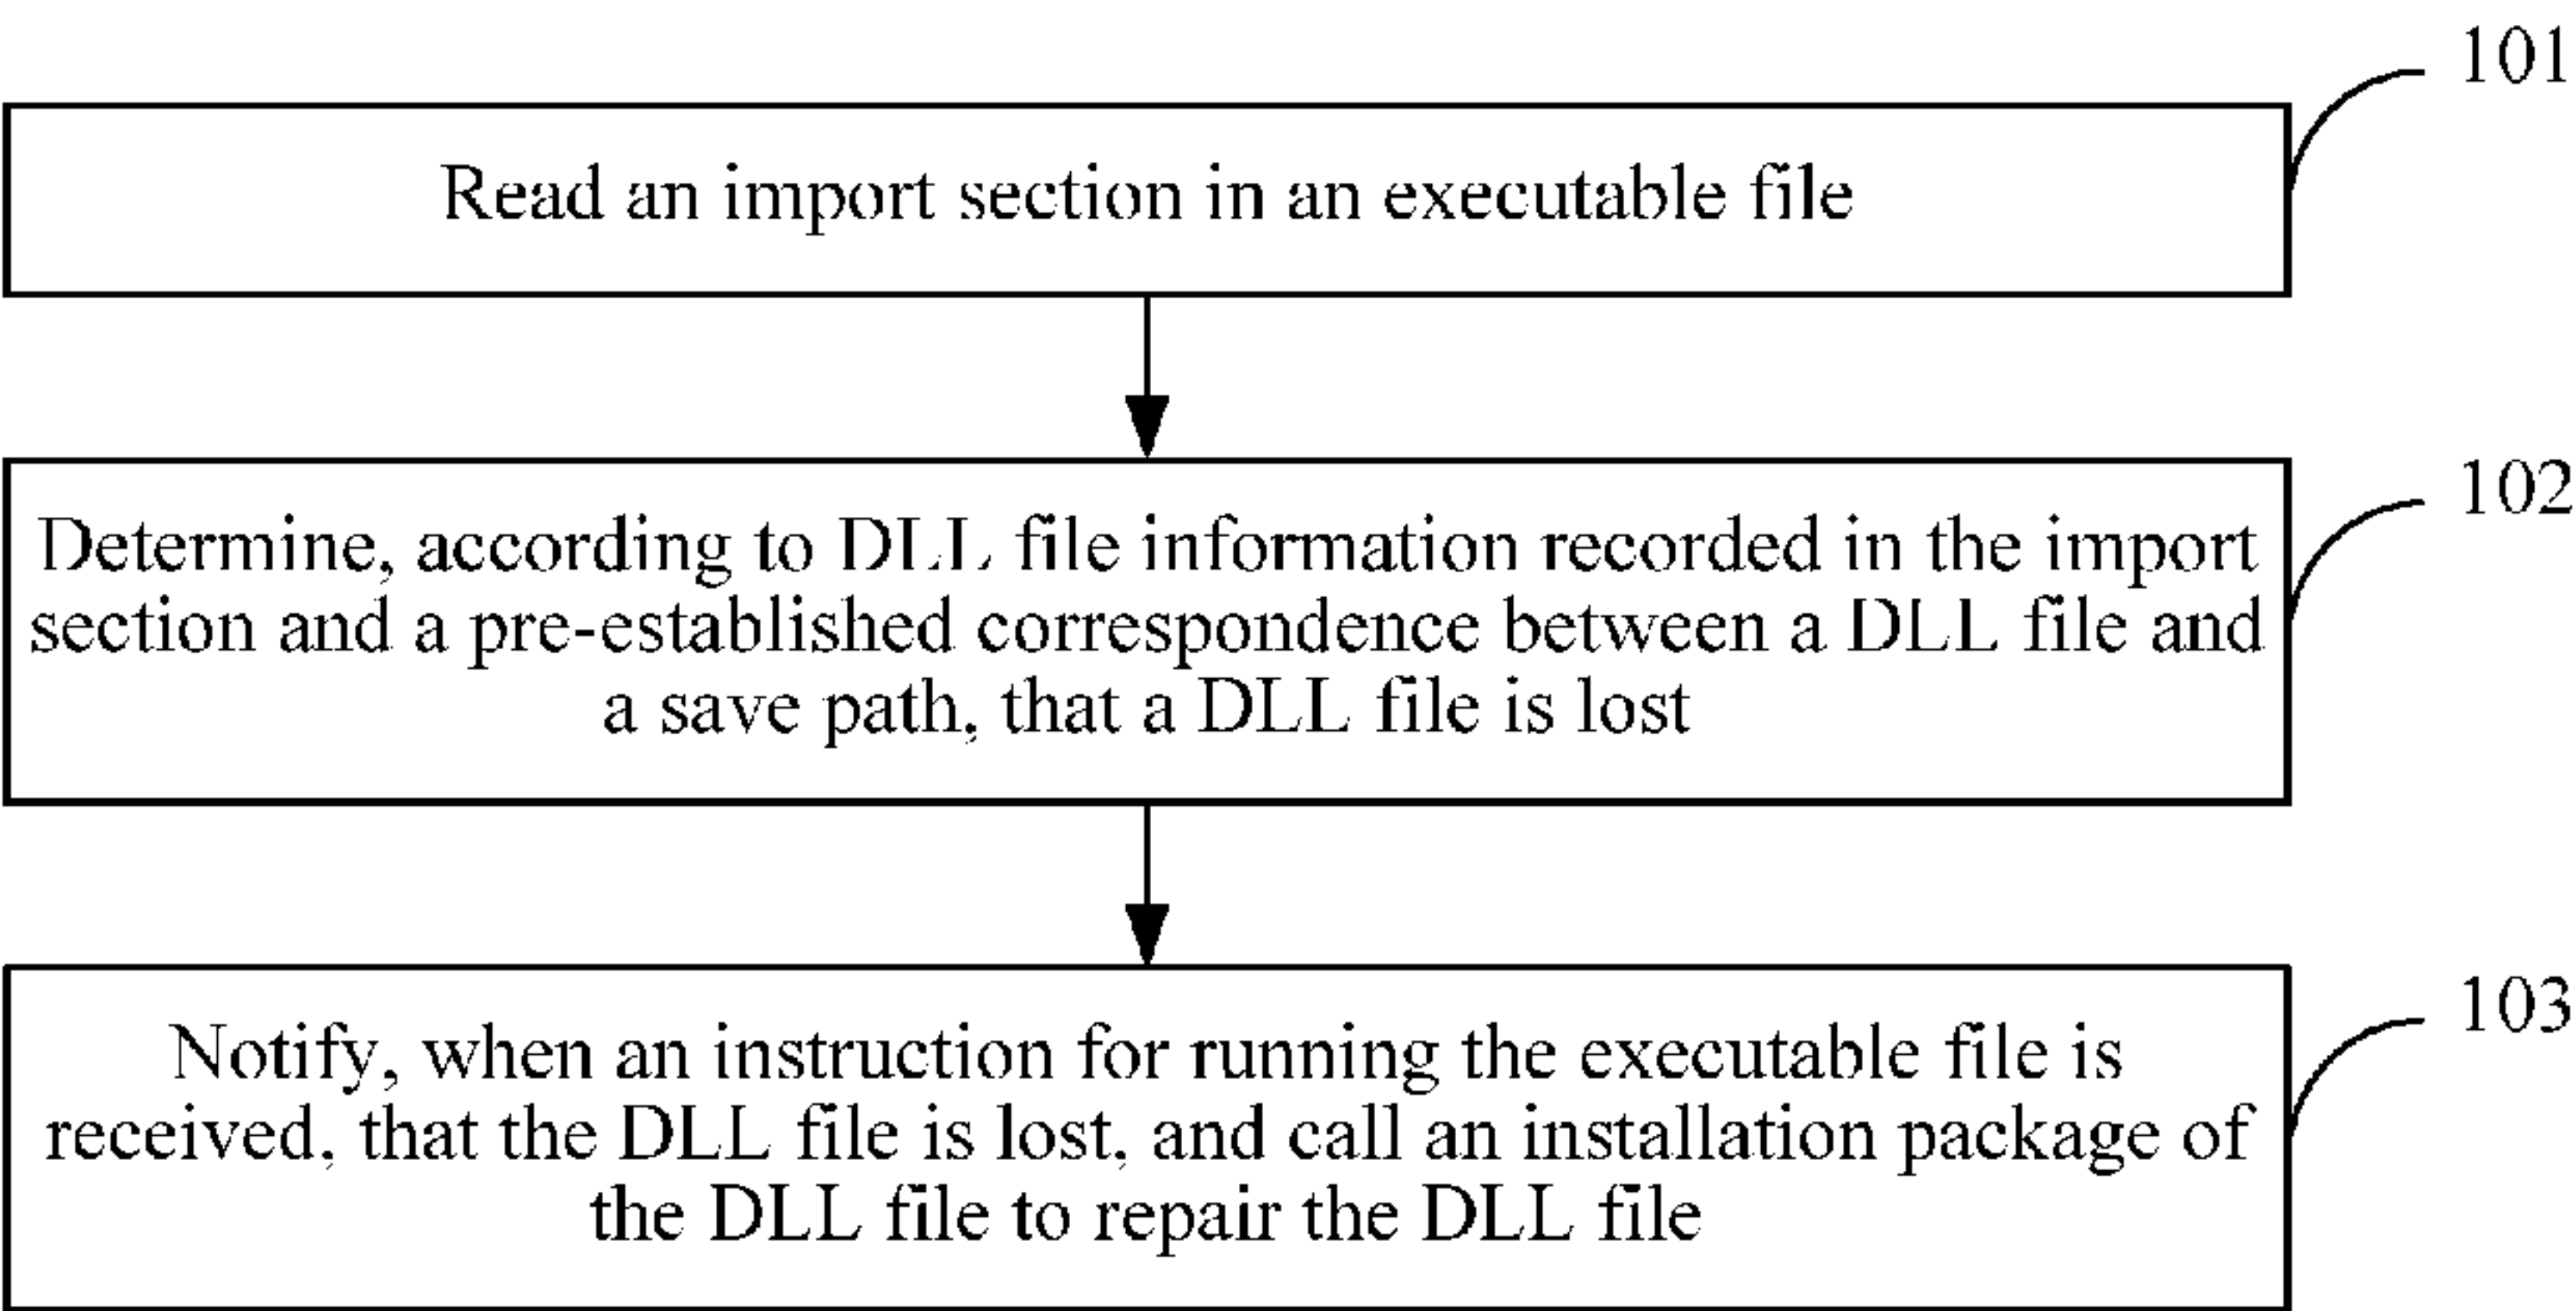 101
Read an import section in an executable file
102
Determine, according to DLL file information recorded in the import
section and a pre-established correspondence between a DLL file and
a save path, that a DLL file is lost
103
Notify, when an instruction for running the executable file is
received, that the DLL file is lost, and call an installation package of
the DLL file to repair the DLL file